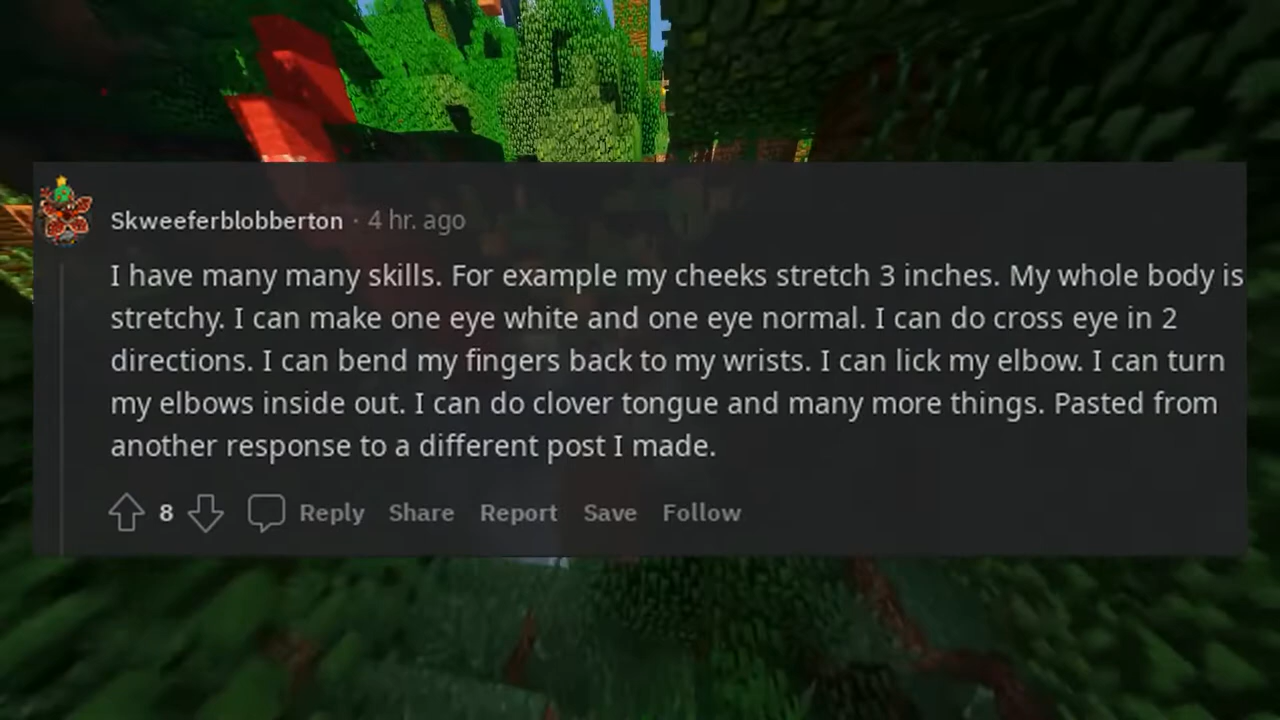 Skweeferblobberton · 4 hr. ago
I have many many skills. For example my cheeks stretch 3 inches. My whole body is
stretchy. I can make one eye white and one eye normal. I can do cross eye in 2
directions. I can bend my fingers back to my wrists. I can lick my elbow. I can turn
my elbows inside out. I can do clover tongue and many more things. Pasted from
another response to a different post I made.
8 Reply Share Report Save Follow